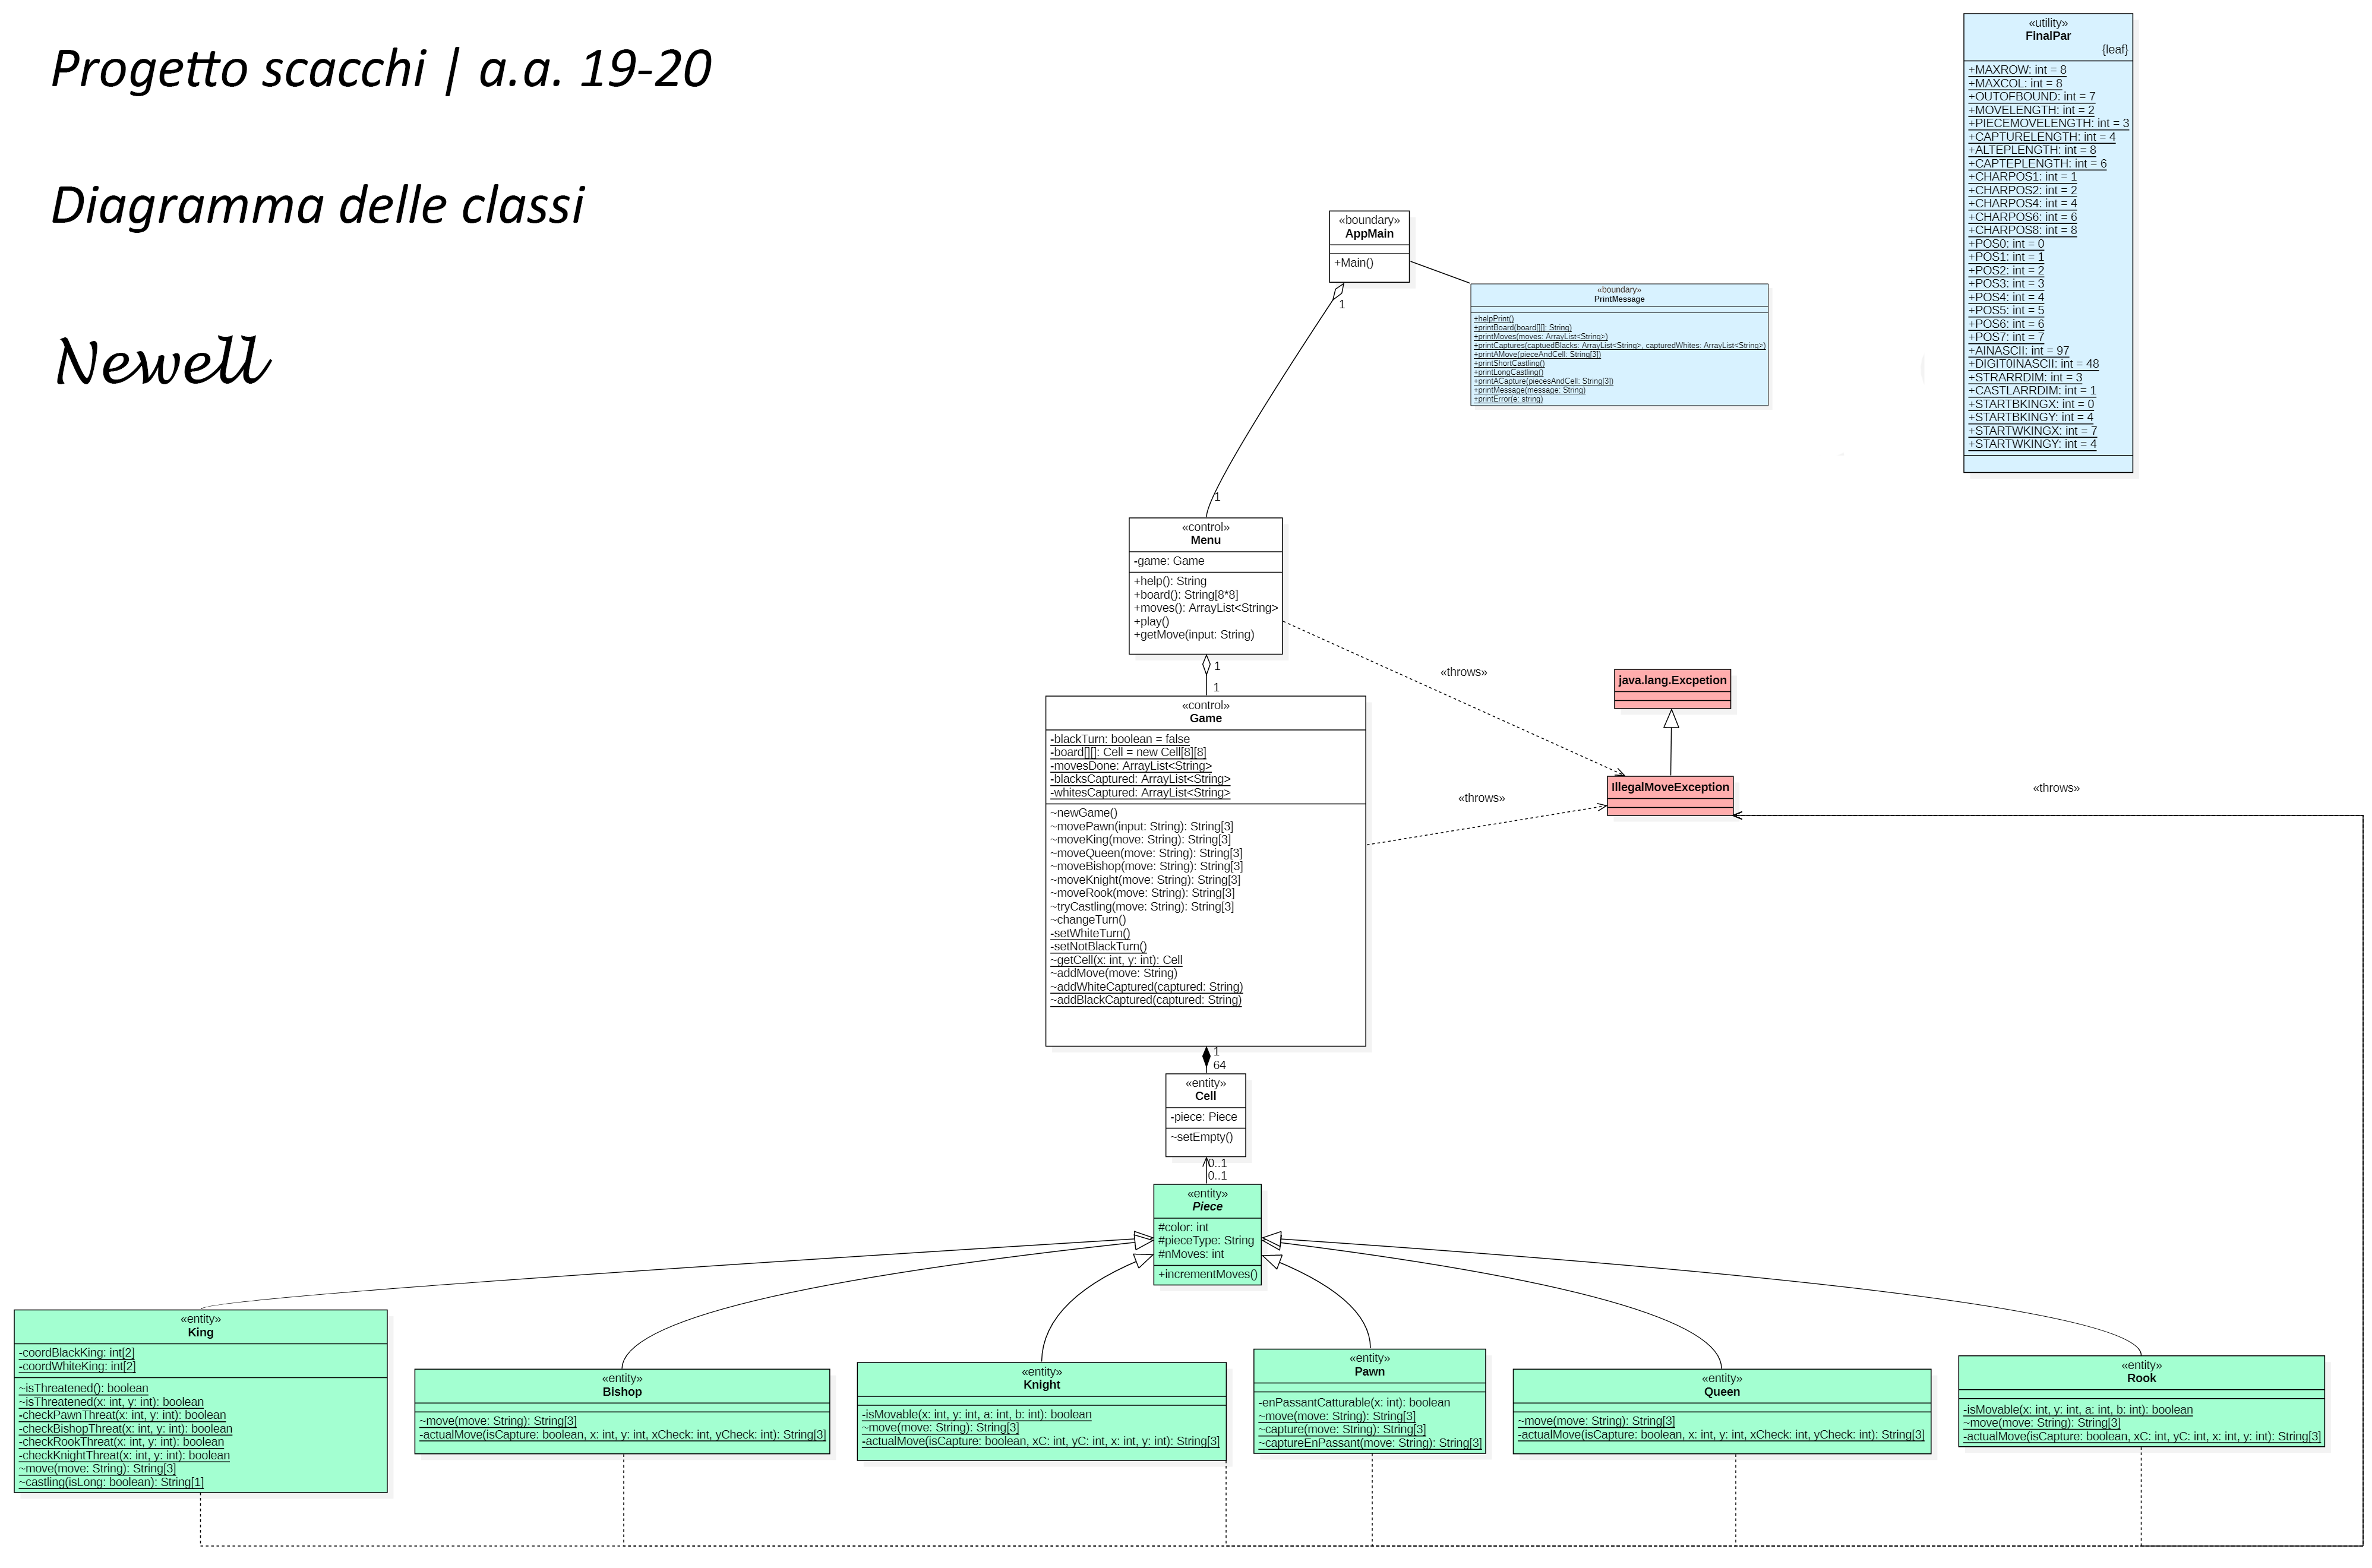 Progetto scacchi | a.a. 19-20
Diagramma delle classi
Newell
«utility»
FinalPar
{leaf}
+MAXROW: int = 8
+MAXCOL: int = 8
+OUTOFBOUND: int = 7
+MOVELENGTH: int = 2
+PIECEMOVELENGTH: int = 3
+CAPTURELENGTH: int = 4
+ALTEPLENGTH: int = 8
+CAPTEPLENGTH: int = 6
+CHARPOS1: int = 1
+CHARPOS2: int = 2
+CHARPOS4: int = 4
+CHARPOS6: int = 6
+CHARPOS8: int = 8
+POS0: int = 0
+POS1: int = 1
+POS2: int = 2
+POS3: int = 3
+POS4: int = 4
+POS5: int = 5
+POS6: int = 6
+POS7: int = 7
+AINASCII: int = 97
+DIGIT0INASCII: int = 48
+STRARRDIM: int = 3
+CASTLARRDIM: int = 1
+STARTBKINGX: int = 0
+STARTBKINGY: int = 4
+STARTWKINGX: int = 7
+STARTWKINGY: int = 4
«boundary»
AppMain
+Main()
1
«boundary»
PrintMessage
+helpPrint()
+printBoard(board[][]: String)
+printMoves(moves: ArrayList<String>)
+printCaptures(captuedBlacks: ArrayList<String>, capturedWhites: ArrayList<String>)
+printAMove(pieceAndCell: String[3])
+printShortCastling()
+printLongCastling()
+printACapture(piecesAndCell: String[3])
+printMessage(message: String)
+printError(e: string)
1
«control»
Menu
-game: Game
+help(): String
+board(): String[8*8]
+moves(): ArrayList<String>
+play()
+getMove(input: String)
1
1
«throws»
java.lang.Excpetion
IllegalMoveException
«throws»
«throws»
«control»
Game
-blackTurn: boolean = false
-board[][]: Cell = new Cell[8][8]
-movesDone: ArrayList<String>
-blacksCaptured: ArrayList<String>
-whitesCaptured: ArrayList<String>
~newGame()
~movePawn(input: String): String[3]
~moveKing(move: String): String[3]
~moveQueen(move: String): String[3]
~moveBishop(move: String): String[3]
~moveKnight(move: String): String[3]
~moveRook(move: String): String[3]
~tryCastling(move: String): String[3]
~changeTurn()
-setWhiteTurn()
-setNotBlackTurn()
~getCell(x: int, y: int): Cell
~addMove(move: String)
~addWhiteCaptured(captured: String)
~addBlackCaptured(captured: String)
1
64
«entity»
Cell
-piece: Piece
~setEmpty()
0..1
0..1
«entity»
Piece
#color: int
#pieceType: String
#nMoves: int
+incrementMoves()
«entity»
King
-coordBlackKing: int[2]
-coordWhiteKing: int[2]
~isThreatened(): boolean
~isThreatened(x: int, y: int): boolean
-checkPawnThreat(x: int, y: int): boolean
-checkBishopThreat(x: int, y: int): boolean
-checkRookThreat(x: int, y: int): boolean
-checkKnightThreat(x: int, y: int): boolean
~move(move: String): String[3]
~castling(isLong: boolean): String[1]
«entity»
Bishop
~move(move: String): String[3]
-actualMove(isCapture: boolean, x: int, y: int, xCheck: int, yCheck: int): String[3]
«entity»
Knight
-isMovable(x: int, y: int, a: int, b: int): boolean
~move(move: String): String[3]
-actualMove(isCapture: boolean, xC: int, yC: int, x: int, y: int): String[3]
«entity»
Pawn
-enPassantCatturable(x: int): boolean
~move(move: String): String[3]
~capture(move: String): String[3]
~captureEnPassant(move: String): String[3]
«entity»
Queen
~move(move: String): String[3]
-actualMove(isCapture: boolean, x: int, y: int, xCheck: int, yCheck: int): String[3]
«entity»
Rook
-isMovable(x: int, y: int, a: int, b: int): boolean
~move(move: String): String[3]
-actualMove(isCapture: boolean, xC: int, yC: int, x: int, y: int): String[3]